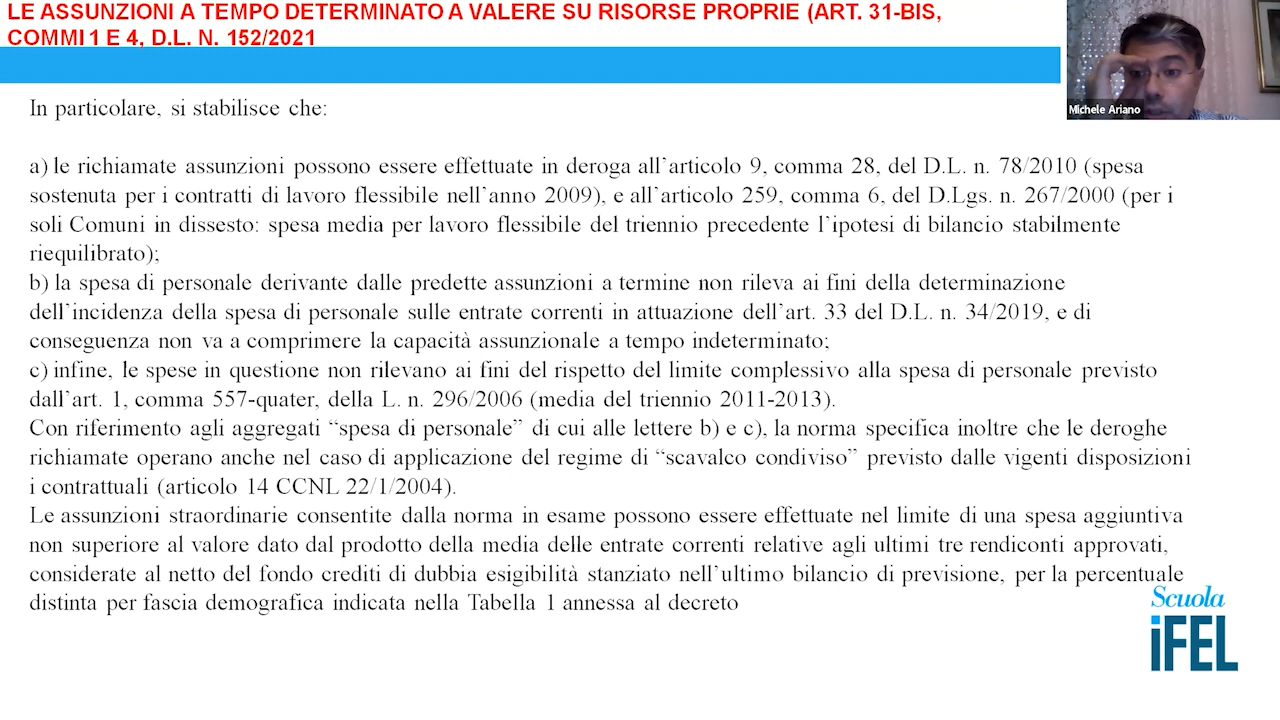 LE ASSUNZIONI A TEMPO DETERMINATO A VALERE SU RISORSE PROPRIE (ART. 31-BIS,
COMMI 1 E 4, D.L. N. 152/2021
Michele Ariano
In particolare, si stabilisce che:
a) le richiamate assunzioni possono essere effettuate in deroga all’articolo 9, comma 28, del D.L. n. 78/2010 (spesa
sostenuta per i contratti di lavoro flessibile nell’anno 2009), e all’articolo 259, comma 6, del D.Lgs. n. 267/2000 (per i
soli Comuni in dissesto: spesa media per lavoro flessibile del triennio precedente l’ipotesi di bilancio stabilmente
riequilibrato);
b) la spesa di personale derivante dalle predette assunzioni a termine non rileva ai fini della determinazione
dell’incidenza della spesa di personale sulle entrate correnti in attuazione dell’art. 33 del D.L. n. 34/2019, e di
conseguenza non va a comprimere la capacità assunzionale a tempo indeterminato;
c) infine, le spese in questione non rilevano ai fini del rispetto del limite complessivo alla spesa di personale previsto
dall’art. 1, comma 557-quater, della L. n. 296/2006 (media del triennio 2011-2013).
Con riferimento agli aggregati “spesa di personale” di cui alle lettere b) e c), la norma specifica inoltre che le deroghe
richiamate operano anche nel caso di applicazione del regime di “scavalco condiviso” previsto dalle vigenti disposizioni
i contrattuali (articolo 14 CCNL 22/1/2004).
Le assunzioni straordinarie consentite dalla norma in esame possono essere effettuate nel limite di una spesa aggiuntiva
non superiore al valore dato dal prodotto della media delle entrate correnti relative agli ultimi tre rendiconti approvati,
considerate al netto del fondo crediti di dubbia esigibilità stanziato nell’ultimo bilancio di previsione, per la percentuale
distinta per fascia demografica indicata nella Tabella 1 annessa al decreto
Scuola
iFEL